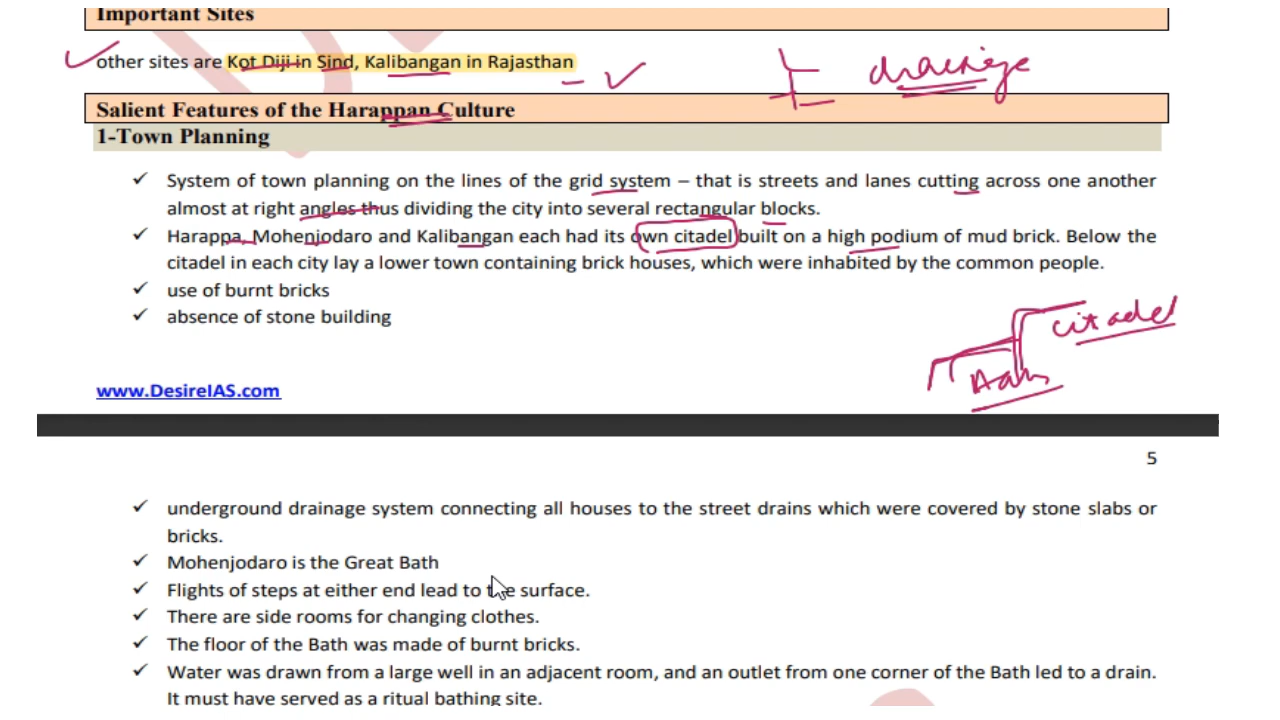 Important Sites
other sites are Kot Diji in Sind, Kalibangan in Rajasthan
drainage
Salient Features of the Harappan Culture
1-Town Planning
✓ System of town planning on the lines of the grid system – that is streets and lanes cutting across one another
almost at right angles thus dividing the city into several rectangular blocks.
✓ Harappa, Mohenjodaro and Kalibangan each had its own citadel built on a high podium of mud brick. Below the
citadel in each city lay a lower town containing brick houses, which were inhabited by the common people.
✓ use of burnt bricks
✓ absence of stone building
citadel
www.DesireIAS.com
5
✓ underground drainage system connecting all houses to the street drains which were covered by stone slabs or
bricks.
✓ Mohenjodaro is the Great Bath
✓ Flights of steps at either end lead to the surface.
✓ There are side rooms for changing clothes.
✓ The floor of the Bath was made of burnt bricks.
✓ Water was drawn from a large well in an adjacent room, and an outlet from one corner of the Bath led to a drain.
It must have served as a ritual bathing site.